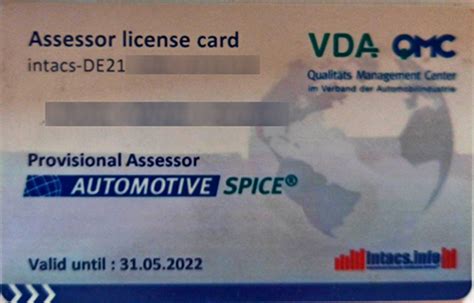 Assessor license card
VDA QMC
intacs-DE21
Qualitäts Management Center
im Verband der Automobilindustrie
Provisional Assessor
AUTOMOTIVE SPICE®
Valid until : 31.05.2022
intacs.info